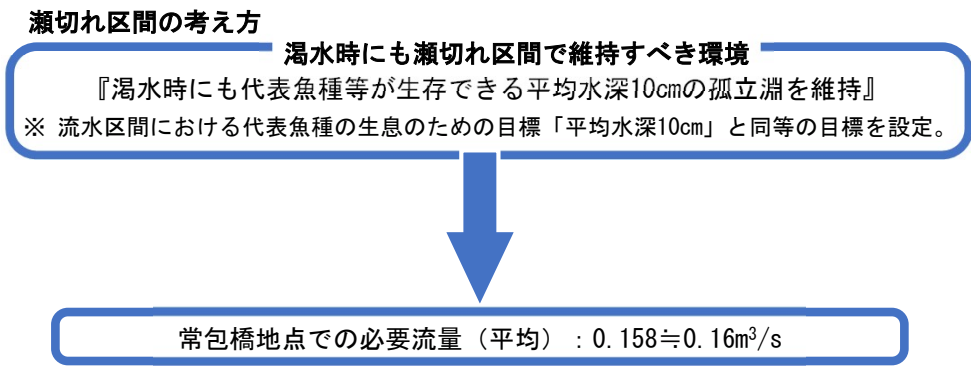 瀬切れ区間の考え方
渇水時にも瀬切れ区間で維持すべき環境
『渇水時にも代表魚種等が生存できる平均水深10cmの孤立淵を維持』
※ 流水区間における代表魚種の生息のための目標「平均水深10cm」と同等の目標を設定。
常包橋地点での必要流量（平均）：0.158≒0.16m³/s